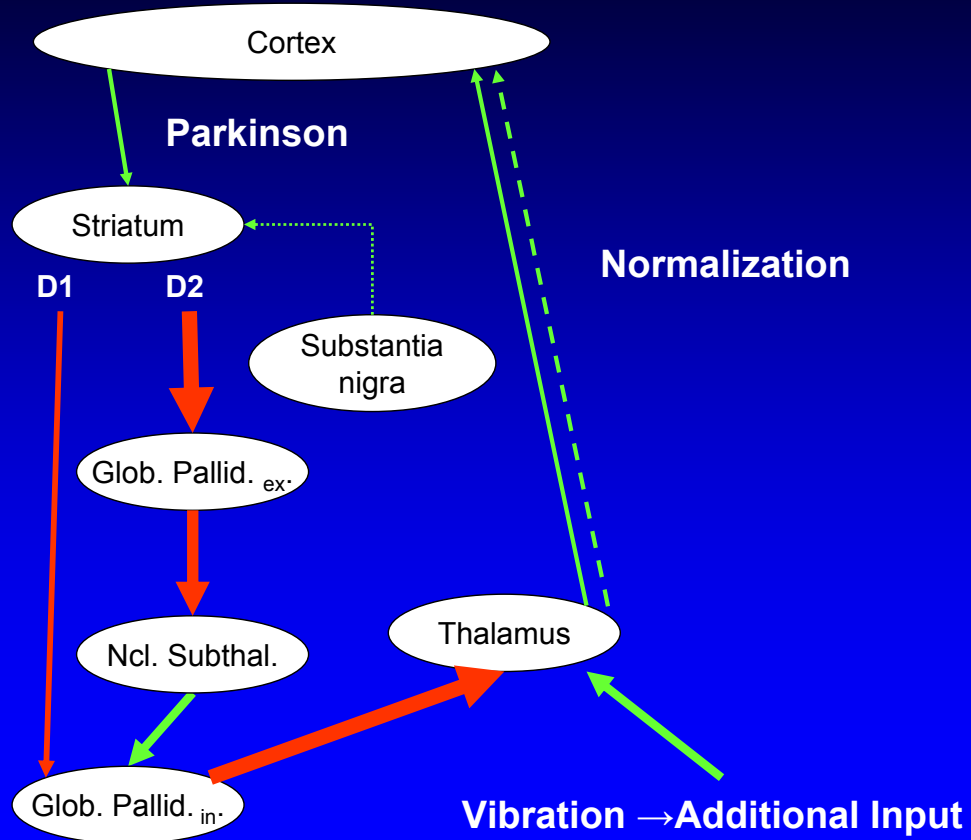 Cortex
Parkinson
Striatum
Normalization
D1 D2
Substantia
nigra
Glob. Pallid. ex.
Thalamus
Ncl. Subthal.
Glob. Pallid. in.
Vibration →Additional Input